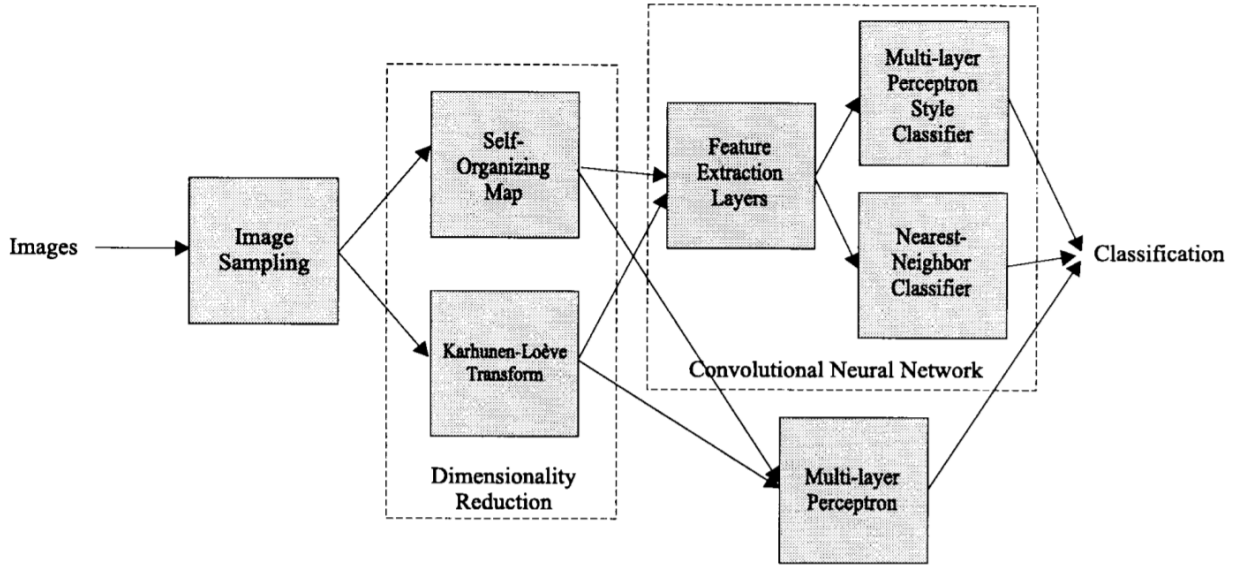 Images
Image
Sampling
Self-
Organizing
Map
Karhunen-Loève
Transform
Dimensionality
Reduction
Feature
Extraction
Layers
Multi-layer
Perceptron
Style
Classifier
Nearest-
Neighbor
Classifier
Convolutional Neural Network
Multi-layer
Perceptron
Classification